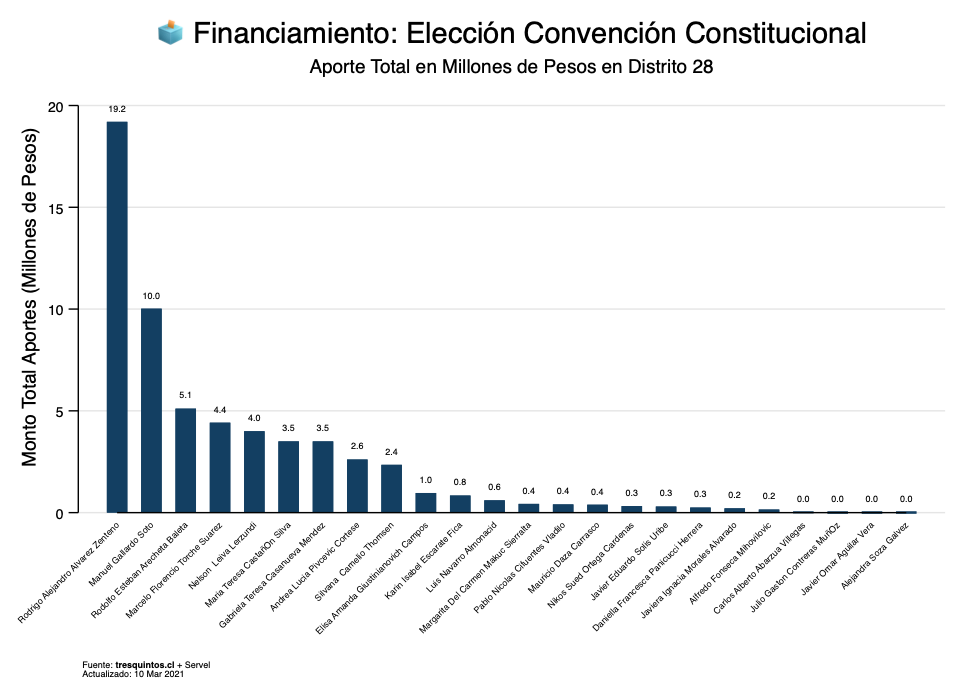 Financiamiento: Elección Convención Constitucional
Aporte Total en Millones de Pesos en Distrito 28
Monto Total Aportes (Millones de Pesos)
20
15
10
5
0
19.2
10.0
5.1
4.4
4.0
3.5
3.5
2.6
2.4
1.0
0.8
0.6
0.4
0.4
0.4
0.3
0.3
0.3
0.2
0.2
0.0
0.0
0.0
0.0
Rodrigo Alejandro Alvarez Zenteno
Manuel Gallardo Soto
Rodolfo Esteban Arecheta Bafeta
Marcelo Florencio Torche Suarez
Nelson Leiva Lerzundi
Maria Teresa CastañOn Silva
Gabriela Teresa Casanueva Mendez
Andrea Lucia Pivcevic Cortese
Silvana Camelio Thomsen
Elisa Amanda Giustinianovich Campos
Karin Isabel Escarate Fica
Luis Navarro Almonacid
Margarita Del Carmen Makuc Sierralta
Pablo Nicolas Cifuentes Vladilo
Mauricio Daza Carrasco
Nikos Sued Ortega Cardenas
Javier Eduardo Solis Uribe
Daniella Francesca Panicucci Herrera
Javiera Ignacia Morales Alvarado
Alfredo Fonseca Mihovilovic
Carlos Alberto Abarzua Villegas
Julio Gaston Contreras MuñOz
Javier Omar Aguilar Vera
Alejandra Soza Galvez
Fuente: tresquintos.cl + Servel
Actualizado: 10 Mar 2021